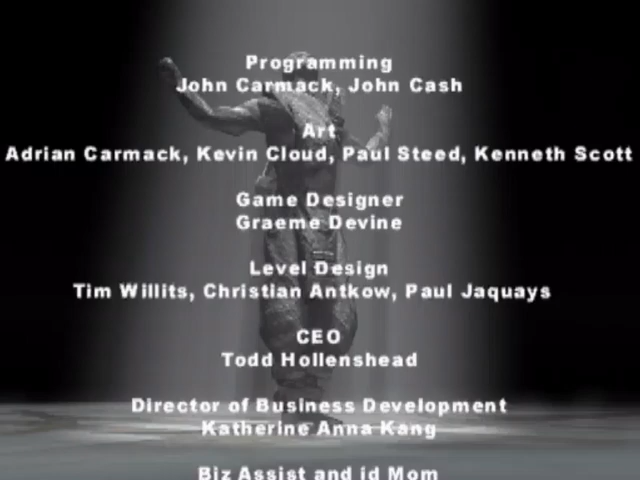 Programming
John Carmack, John Cash
Art
Adrian Carmack, Kevin Cloud, Paul Steed, Kenneth Scott
Game Designer
Graeme Devine
Level Design
Tim Willits, Christian Antkow, Paul Jaquays
CEO
Todd Hollenshead
Director of Business Development
Katherine Anna Kang
Biz Assist and id Mom